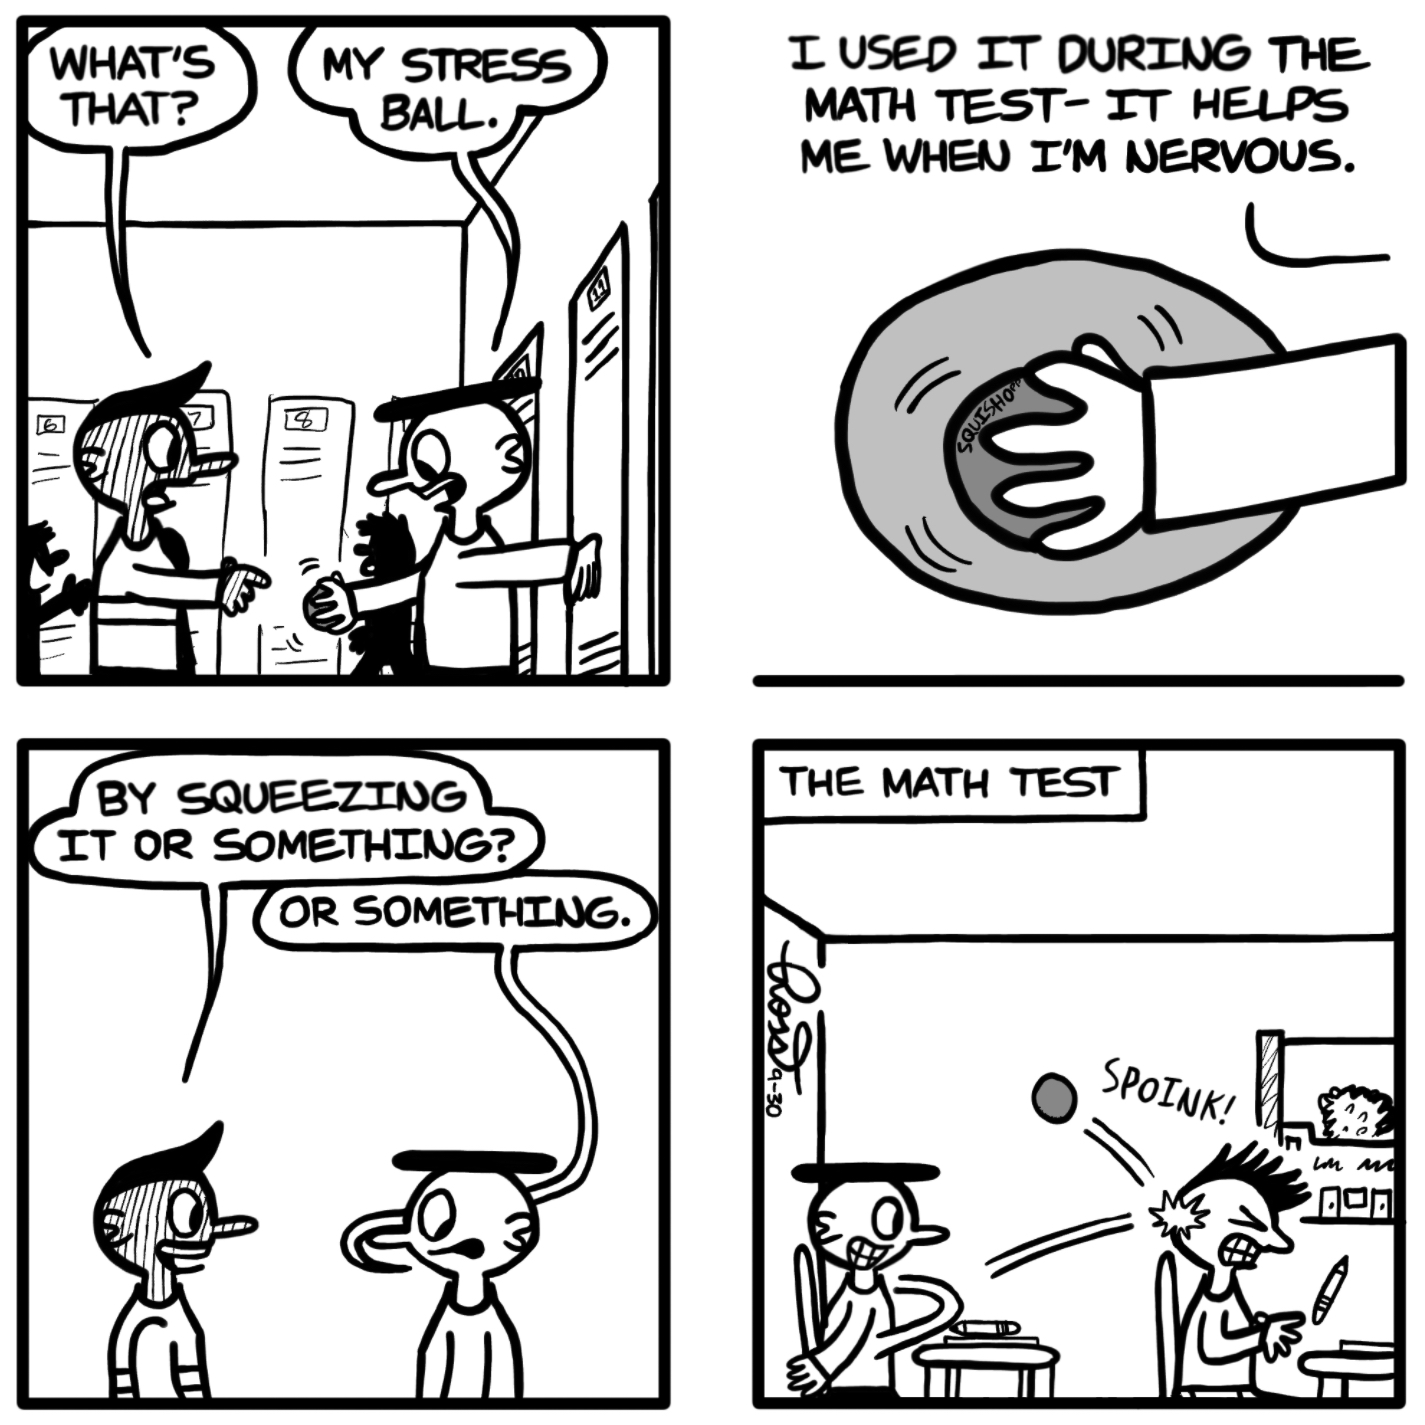 WHAT'S
THAT?
MY STRESS
BALL.
6
7
8
11
I USED IT DURING THE
MATH TEST- IT HELPS
ME WHEN I'M NERVOUS.
SQUISHO
BY SQUEEZING
IT OR SOMETHING?
OR SOMETHING.
THE MATH TEST
Ross
9-30
SPOINK!